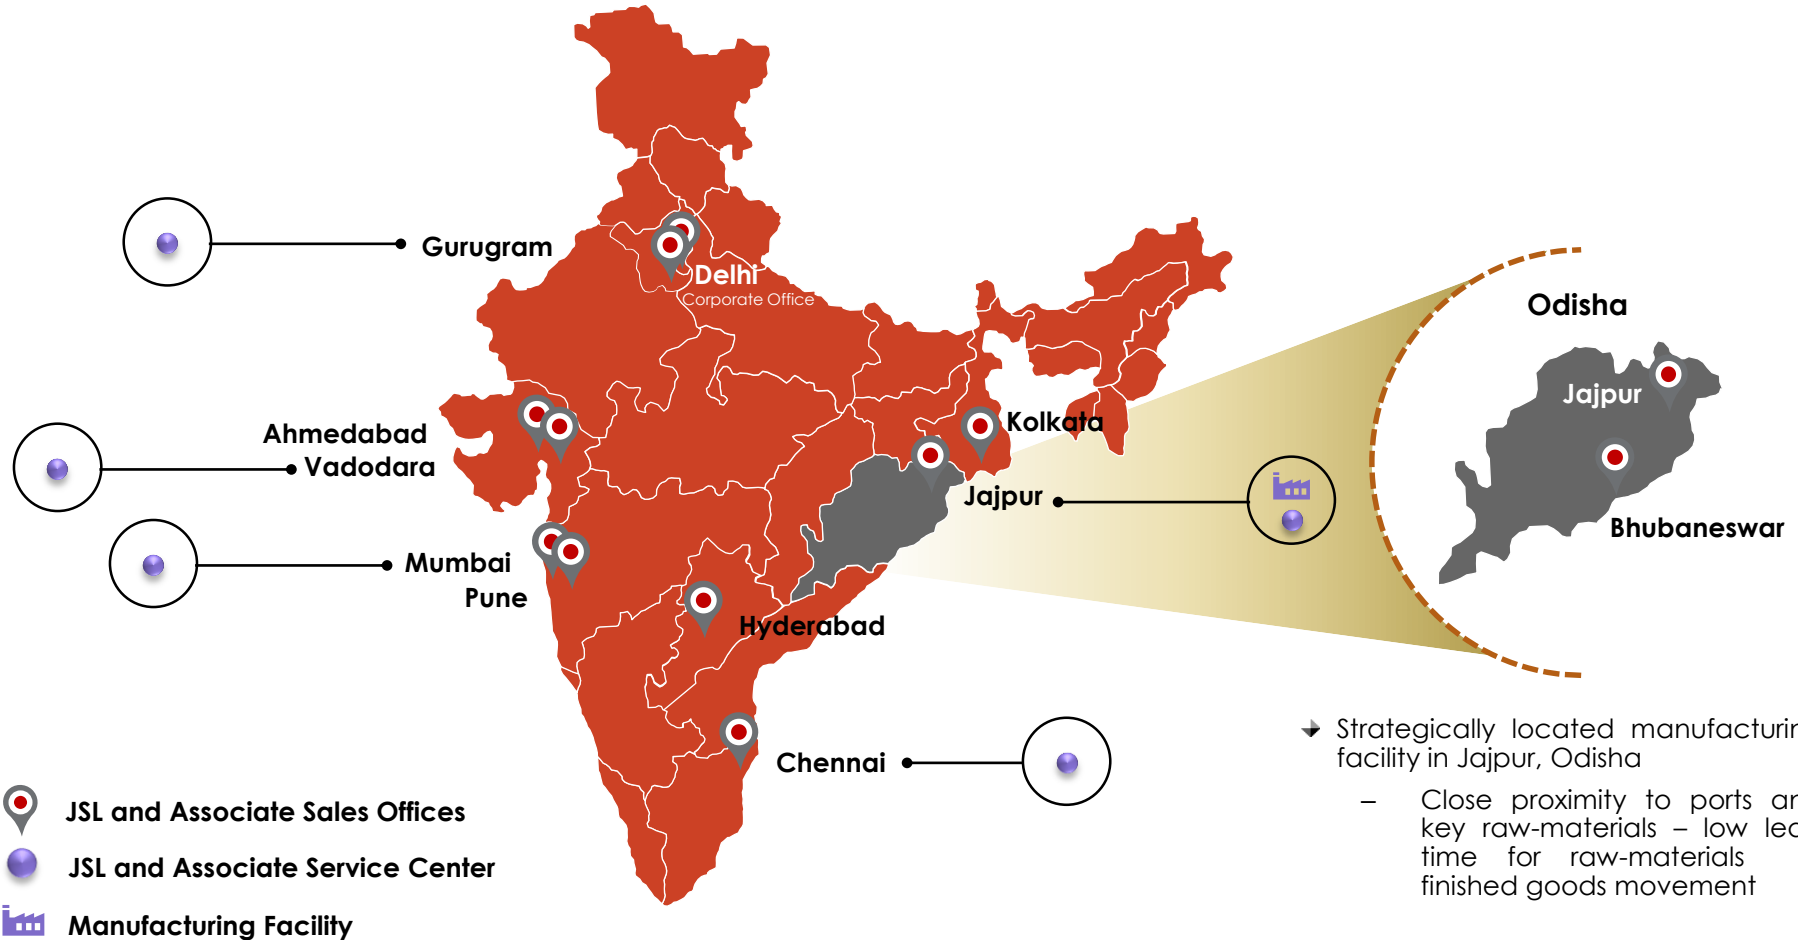 Gurugram
Delhi
Corporate Office
Odisha
Jajpur
Bhubaneswar
Ahmedabad
Vadodara
Kolkata
Jajpur
Mumbai
Pune
Hyderabad
Chennai
Strategically located manufacturin
facility in Jajpur, Odisha
– Close proximity to ports an
key raw-materials – low lea
time for raw-materials
finished goods movement
JSL and Associate Sales Offices
JSL and Associate Service Center
Manufacturing Facility